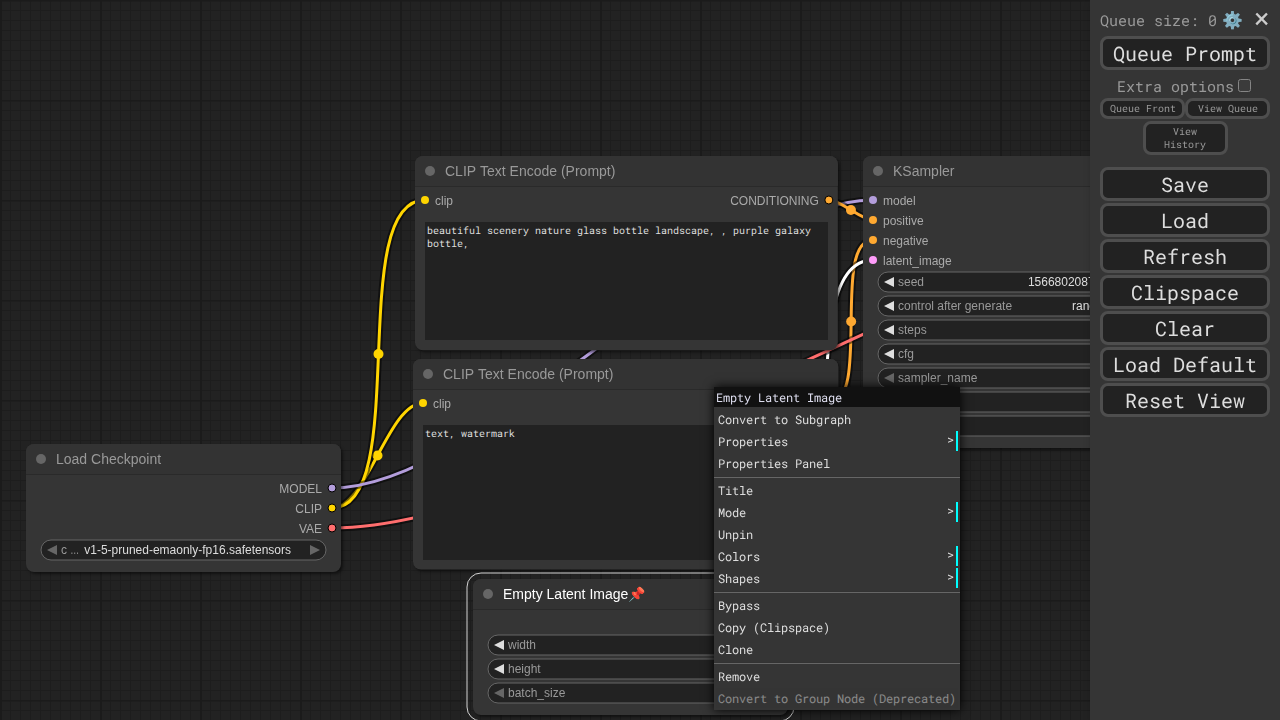 Queue size: 0
Queue Prompt
Extra options
Queue Front
View Queue
View
History
Save
Load
Refresh
Clipspace
Clear
Load Default
Reset View
CLIP Text Encode (Prompt)
clip
CONDITIONING
beautiful scenery nature glass bottle landscape, , purple galaxy
bottle,
KSampler
model
positive
negative
latent_image
seed
1566802087
control after generate
ran
steps
cfg
sampler_name
CLIP Text Encode (Prompt)
clip
text, watermark
Load Checkpoint
MODEL
CLIP
VAE
c ... v1-5-pruned-emaonly-fp16.safetensors
Empty Latent Image📌
width
height
batch_size
Empty Latent Image
Convert to Subgraph
Properties >
Properties Panel
Title
Mode >
Unpin
Colors >
Shapes >
Bypass
Copy (Clipspace)
Clone
Remove
Convert to Group Node (Deprecated)